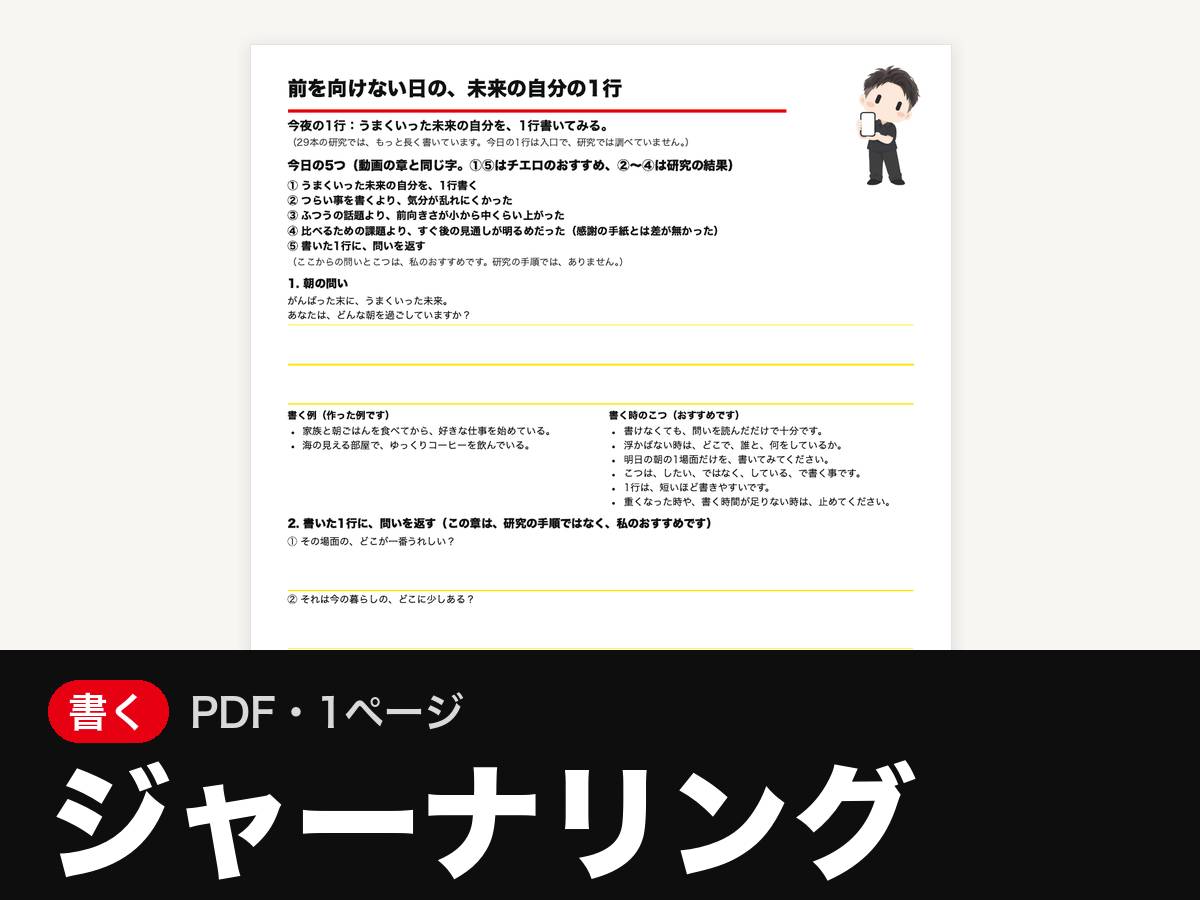 前を向けない日の、未来の自分の1行
今夜の1行：うまくいった未来の自分を、1行書いてみる。
（29本の研究では、もっと長く書いています。今日の1行は入口で、研究では調べていません。）
今日の5つ（動画の章と同じ字。①⑤はチエロのおすすめ、②〜④は研究の結果）
① うまくいった未来の自分を、1行書く
② つらい事を書くより、気分が乱れにくかった
③ ふつうの話題より、前向きさが小から中くらい上がった
④ 比べるための課題より、すぐ後の見通しが明るめだった（感謝の手紙とは差が無かった）
⑤ 書いた1行に、問いを返す
（ここからの問いとこつは、私のおすすめです。研究の手順では、ありません。）
1. 朝の問い
がんばった末に、うまくいった未来。
あなたは、どんな朝を過ごしていますか？
書く例（作った例です）
• 家族と朝ごはんを食べてから、好きな仕事を始めている。
• 海の見える部屋で、ゆっくりコーヒーを飲んでいる。
書く時のこつ（おすすめです）
• 書けなくても、問いを読んだだけで十分です。
• 浮かばない時は、どこで、誰と、何をしているか。
• 明日の朝の1場面だけを、書いてみてください。
• こつは、したい、ではなく、している、で書く事です。
• 1行は、短いほど書きやすいです。
• 重くなった時や、書く時間が足りない時は、止めてください。
2. 書いた1行に、問いを返す（この章は、研究の手順ではなく、私のおすすめです）
① その場面の、どこが一番うれしい？
② それは今の暮らしの、どこに少しある？
書く PDF・1ページ
ジャーナリング